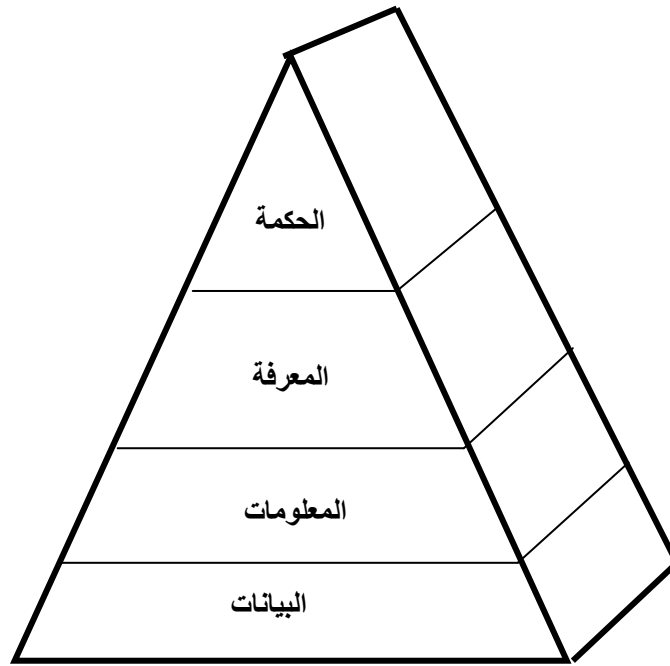 الحكمة
المعرفة
المعلومات
البيانات